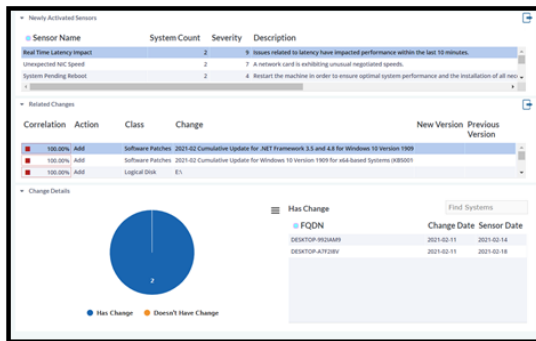 Newly Activated Sensors
Sensor Name System Count Severity Description
Real Time Latency Impact 2 9 Issues related to latency have impacted performance within the last 10 minutes.
Unexpected NIC Speed 2 7 A network card is exhibiting unusual negotiated speeds.
System Pending Reboot 2 4 Restart the machine in order to ensure optimal system performance and the installation of all
Related Changes
Correlation Action Class Change New Version Previous
Version
100.00% Add Software Patches 2021-02 Cumulative Update for .NET Framework 3.5 and 4.8 for Windows 10 Version 1909
100.00% Add Software Patches 2021-02 Cumulative Update for Windows 10 Version 1909 for x64-based Systems (KB5001
100.00% Add Logical Disk E:\
Change Details
Has Change Find Systems
FQDN Change Date Sensor Date
DESKTOP-992IAM9 2021-02-11 2021-02-14
DESKTOP-A7F2I8V 2021-02-11 2021-02-18
2
Has Change Doesn't Have Change